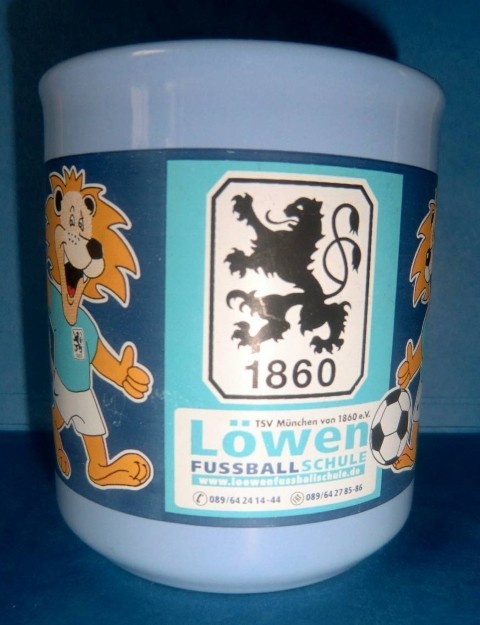 1860
TSV München von 1860 e.V.
Löwen
FUSSBALLSCHULE
www.loewenfussballschule.de
089/64 24 14-44 089/64 27 85-86